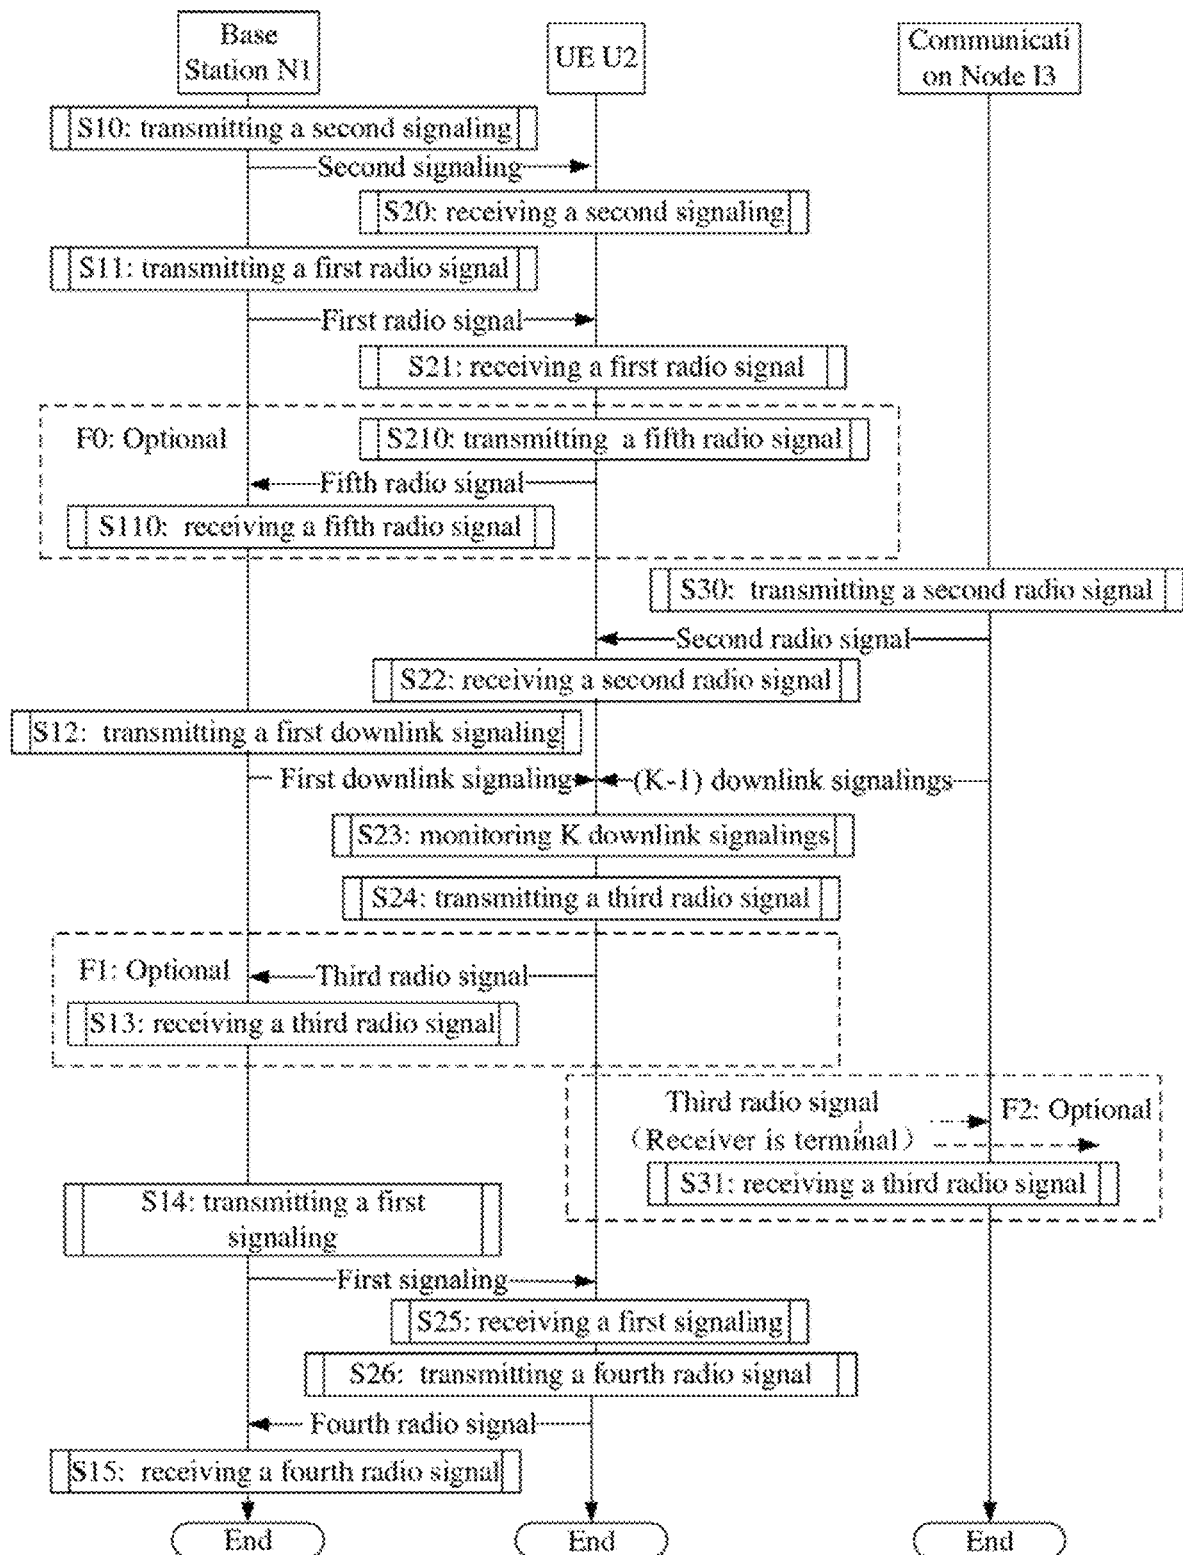 Base
Station N1
UE U2
Communicati
on Node I3
S10: transmitting a second signaling
Second signaling
S20: receiving a second signaling
S11: transmitting a first radio signal
First radio signal
S21: receiving a first radio signal
F0: Optional
S210: transmitting a fifth radio signal
Fifth radio signal
S110: receiving a fifth radio signal
S30: transmitting a second radio signal
Second radio signal
S22: receiving a second radio signal
S12: transmitting a first downlink signaling
First downlink signaling
(K-1) downlink signalings
S23: monitoring K downlink signalings
S24: transmitting a third radio signal
F1: Optional
Third radio signal
S13: receiving a third radio signal
Third radio signal
F2: Optional
(Receiver is terminal)
S31: receiving a third radio signal
S14: transmitting a first
signaling
First signaling
S25: receiving a first signaling
S26: transmitting a fourth radio signal
Fourth radio signal
S15: receiving a fourth radio signal
End
End
End